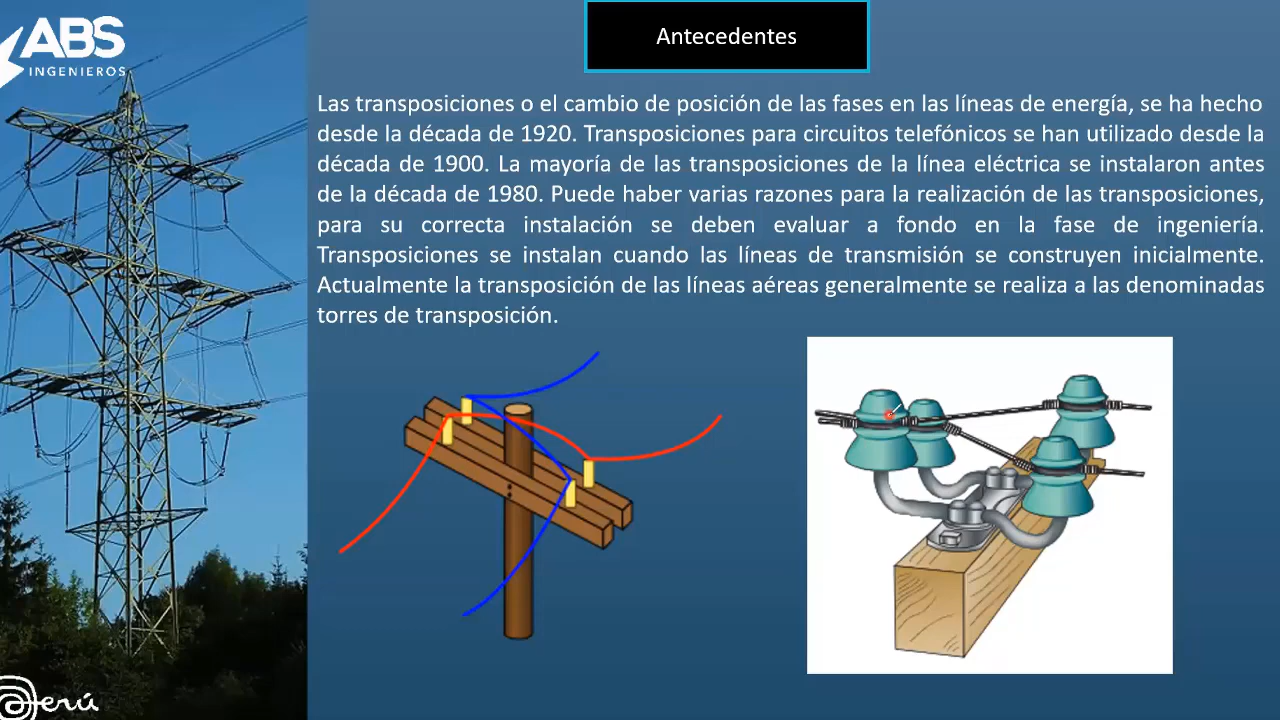 ABS
INGENIEROS
Antecedentes
Las transposiciones o el cambio de posición de las fases en las líneas de energía, se ha hecho
desde la década de 1920. Transposiciones para circuitos telefónicos se han utilizado desde la
década de 1900. La mayoría de las transposiciones de la línea eléctrica se instalaron antes
de la década de 1980. Puede haber varias razones para la realización de las transposiciones,
para su correcta instalación se deben evaluar a fondo en la fase de ingeniería.
Transposiciones se instalan cuando las líneas de transmisión se construyen inicialmente.
Actualmente la transposición de las líneas aéreas generalmente se realiza a las denominadas
torres de transposición.
Perú